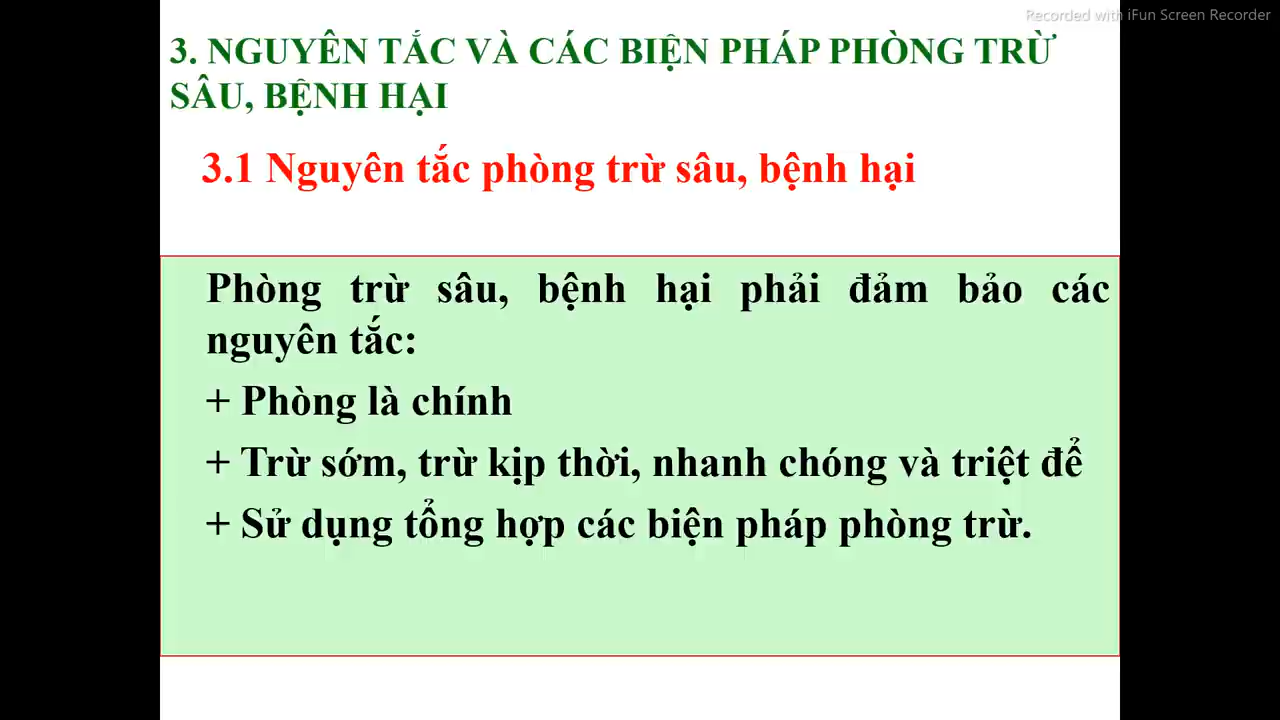 Recorded with iFun Screen Recorder
3. NGUYÊN TẮC VÀ CÁC BIỆN PHÁP PHÒNG TRỪ
SÂU, BỆNH HẠI
3.1 Nguyên tắc phòng trừ sâu, bệnh hại
Phòng trừ sâu, bệnh hại phải đảm bảo các
nguyên tắc:
+ Phòng là chính
+ Trừ sớm, trừ kịp thời, nhanh chóng và triệt để
+ Sử dụng tổng hợp các biện pháp phòng trừ.